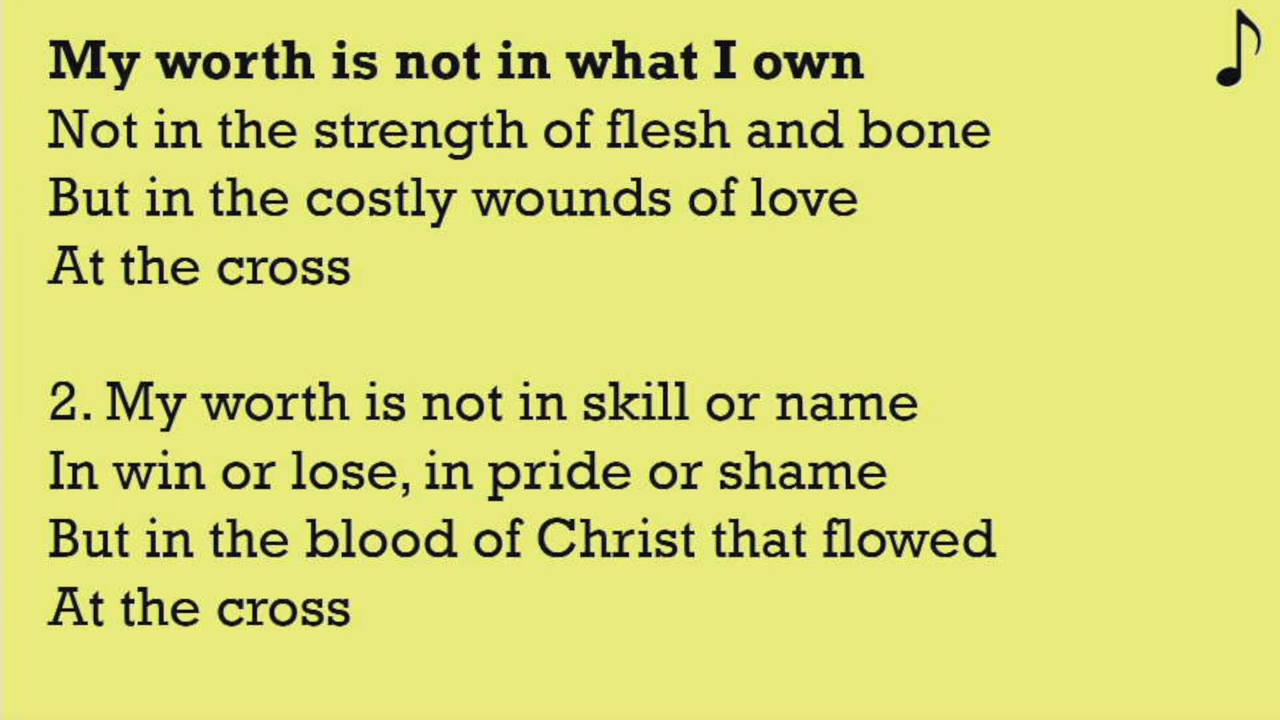 My worth is not in what I own
Not in the strength of flesh and bone
But in the costly wounds of love
At the cross
2. My worth is not in skill or name
In win or lose, in pride or shame
But in the blood of Christ that flowed
At the cross